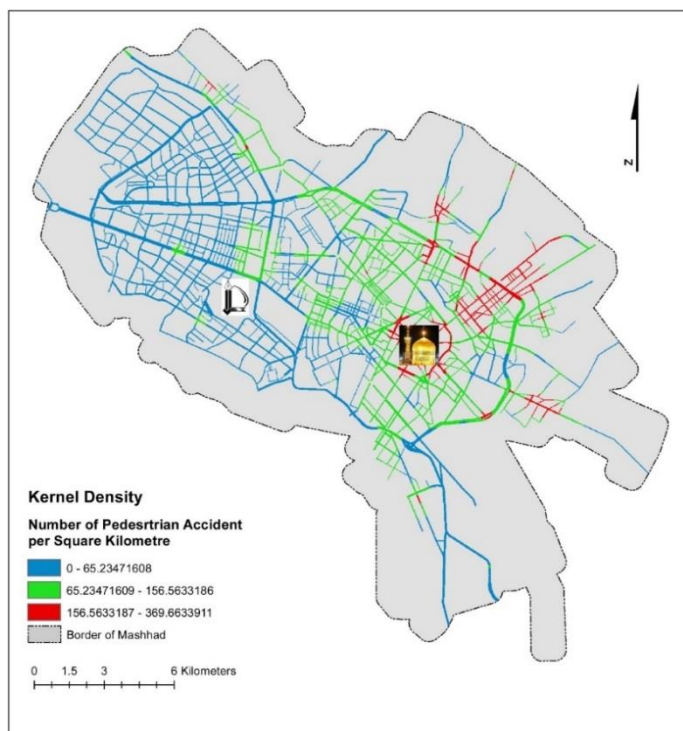 N
Kernel Density
Number of Pedesrtrian Accident
per Square Kilometre
0 - 65.23471608
65.23471609 - 156.5633186
156.5633187 - 369.6633911
Border of Mashhad
0 1.5 3 6 Kilometers